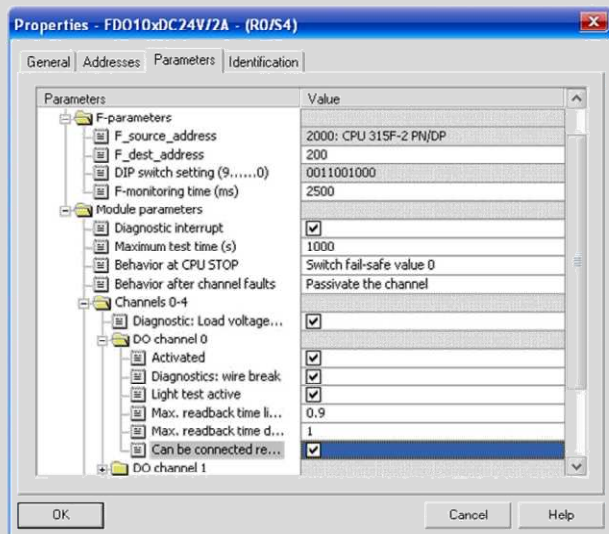 Properties - FDO10xDC24V/2A - (R0/S4)
General Addresses Parameters Identification
Parameters Value
F-parameters
F_source_address 2000: CPU 315F-2 PN/DP
F_dest_address 200
DIP switch setting (9......0) 0011001000
F-monitoring time (ms) 2500
Module parameters
Diagnostic interrupt
Maximum test time (s) 1000
Behavior at CPU STOP Switch fail-safe value 0
Behavior after channel faults Passivate the channel
Channels 0-4
Diagnostic: Load voltage...
DO channel 0
Activated
Diagnostics: wire break
Light test active
Max. readback time li... 0.9
Max. readback time d... 1
Can be connected re...
DO channel 1
OK Cancel Help